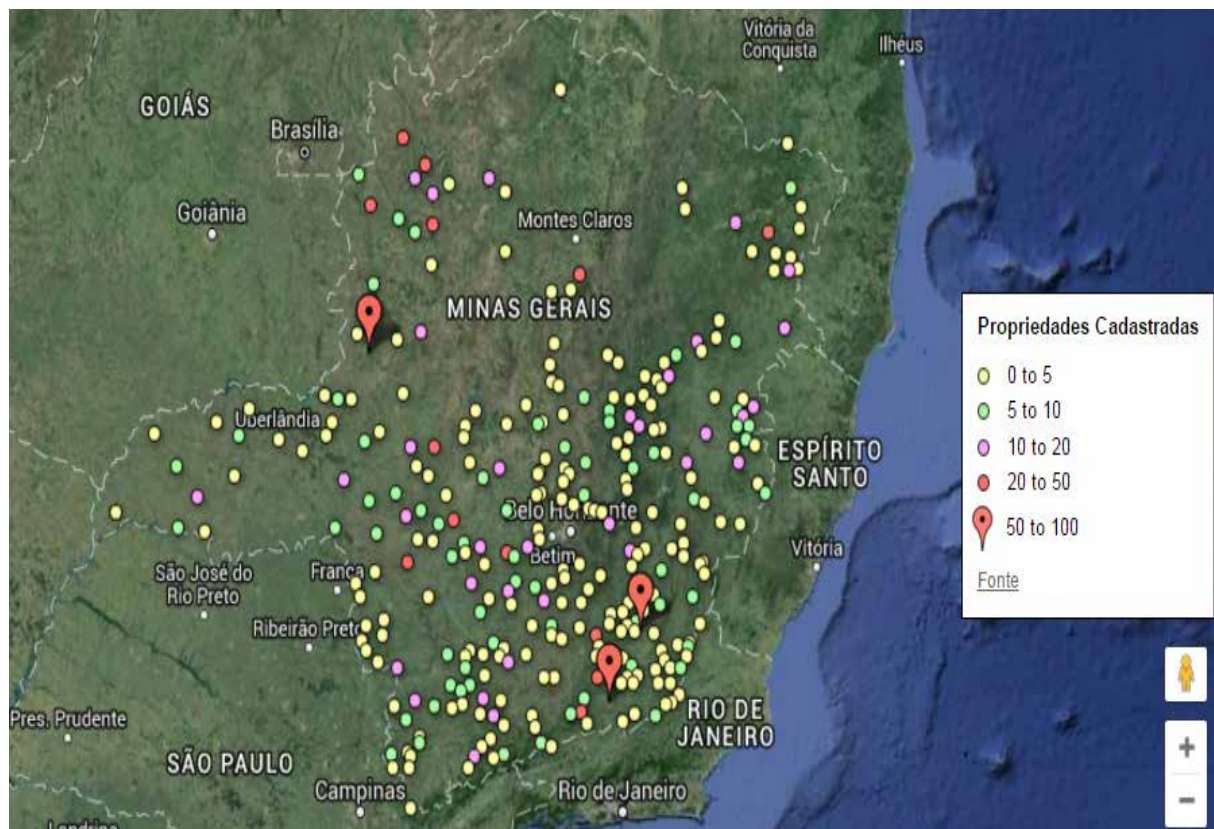 Vitória da
Conquista
Ilhéus
GOIÁS
Brasília
Goiânia
Montes Claros
MINAS GERAIS
Propriedades Cadastradas
0 to 5
5 to 10
10 to 20
20 to 50
50 to 100
Fonte
Uberlândia
ESPÍRITO
SANTO
Belo Horizonte
Betim
Vitória
São José do
Rio Preto
Franca
Ribeirão Preto
Pres. Prudente
RIO DE
JANEIRO
SÃO PAULO
Campinas
Rio de Janeiro
Londrina
+
−